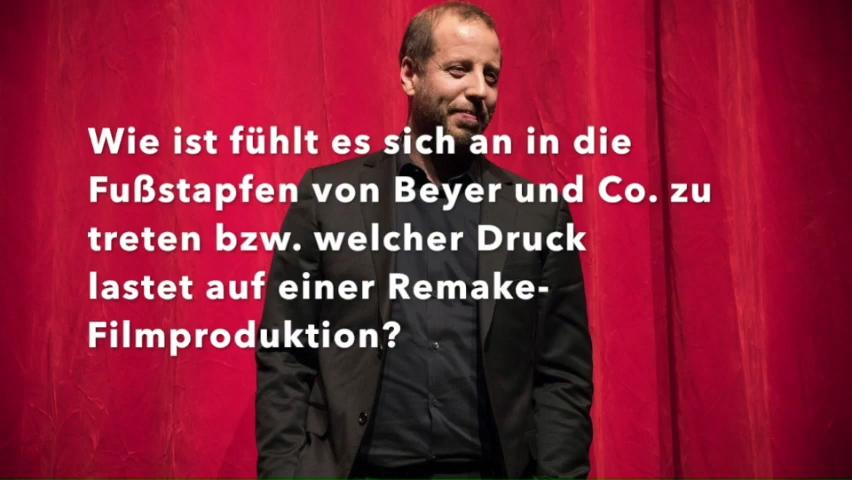 Wie ist fühlt es sich an in die
Fußstapfen von Beyer und Co. zu
treten bzw. welcher Druck
lastet auf einer Remake-
Filmproduktion?